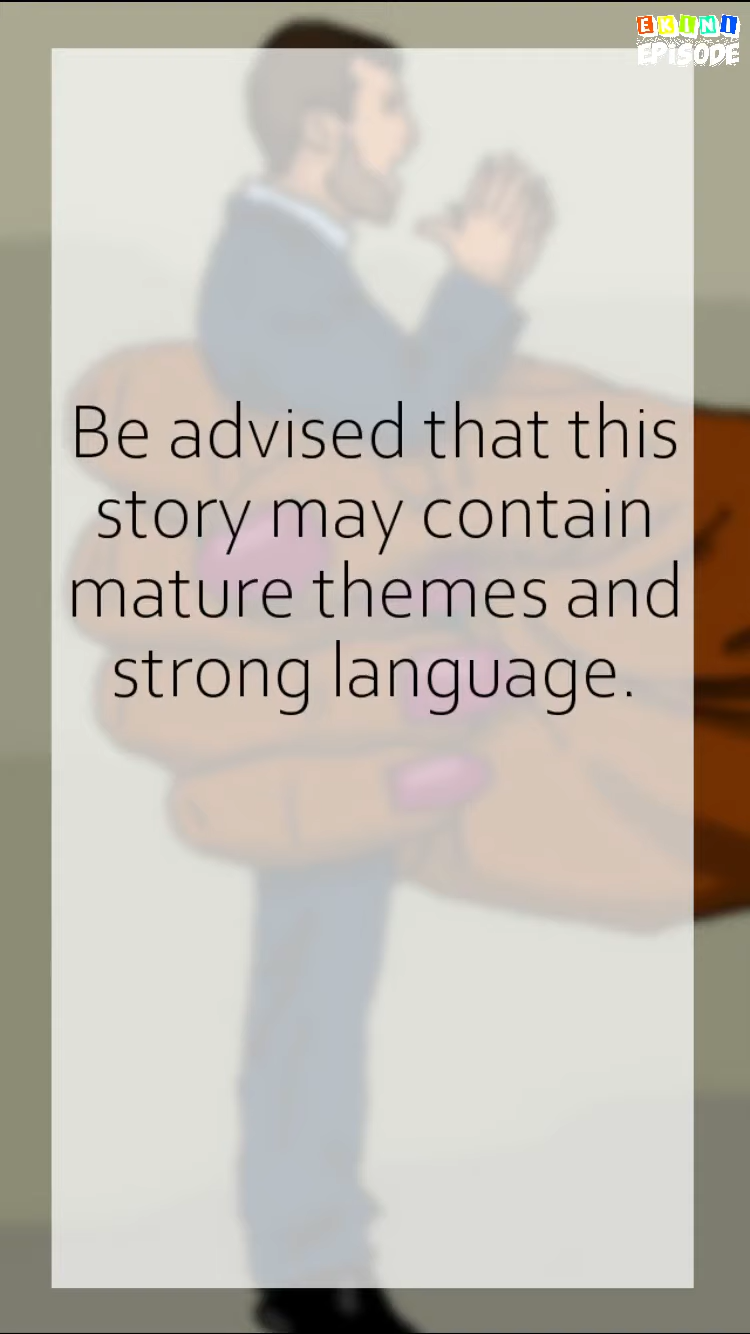 EKINI
EPISODE
Be advised that this
story may contain
mature themes and
strong language.